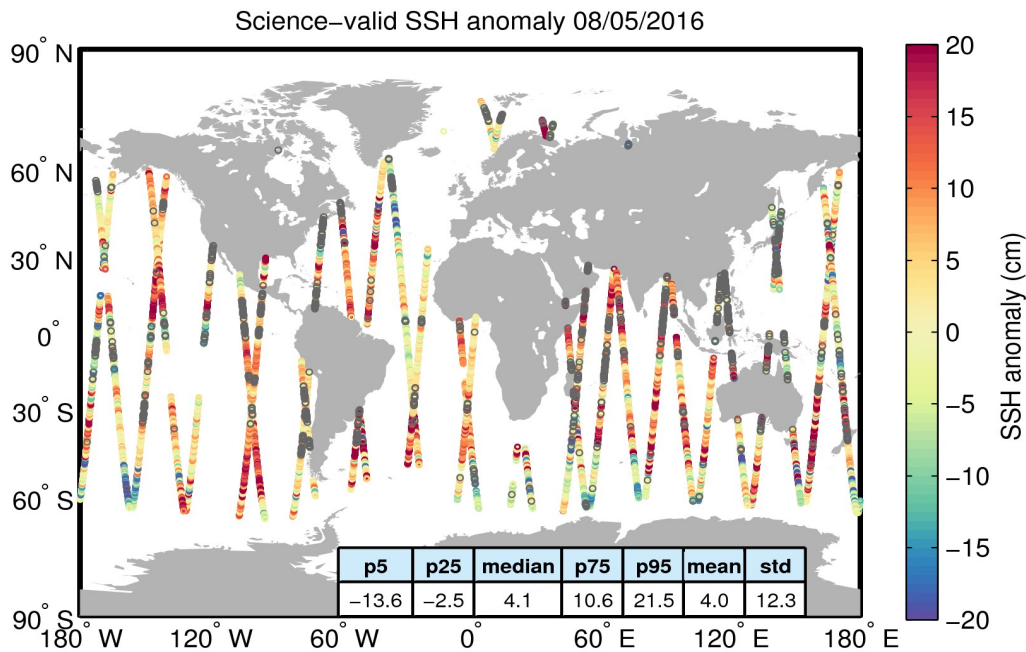 Science−valid SSH anomaly 08/05/2016
90° N
60° N
30° N
0°
30° S
60° S
90° S
180° W
120° W
60° W
0°
60° E
120° E
180° E
p5 p25 median p75 p95 mean std
−13.6 −2.5 4.1 10.6 21.5 4.0 12.3
20
15
10
5
0
−5
−10
−15
−20
SSH anomaly (cm)